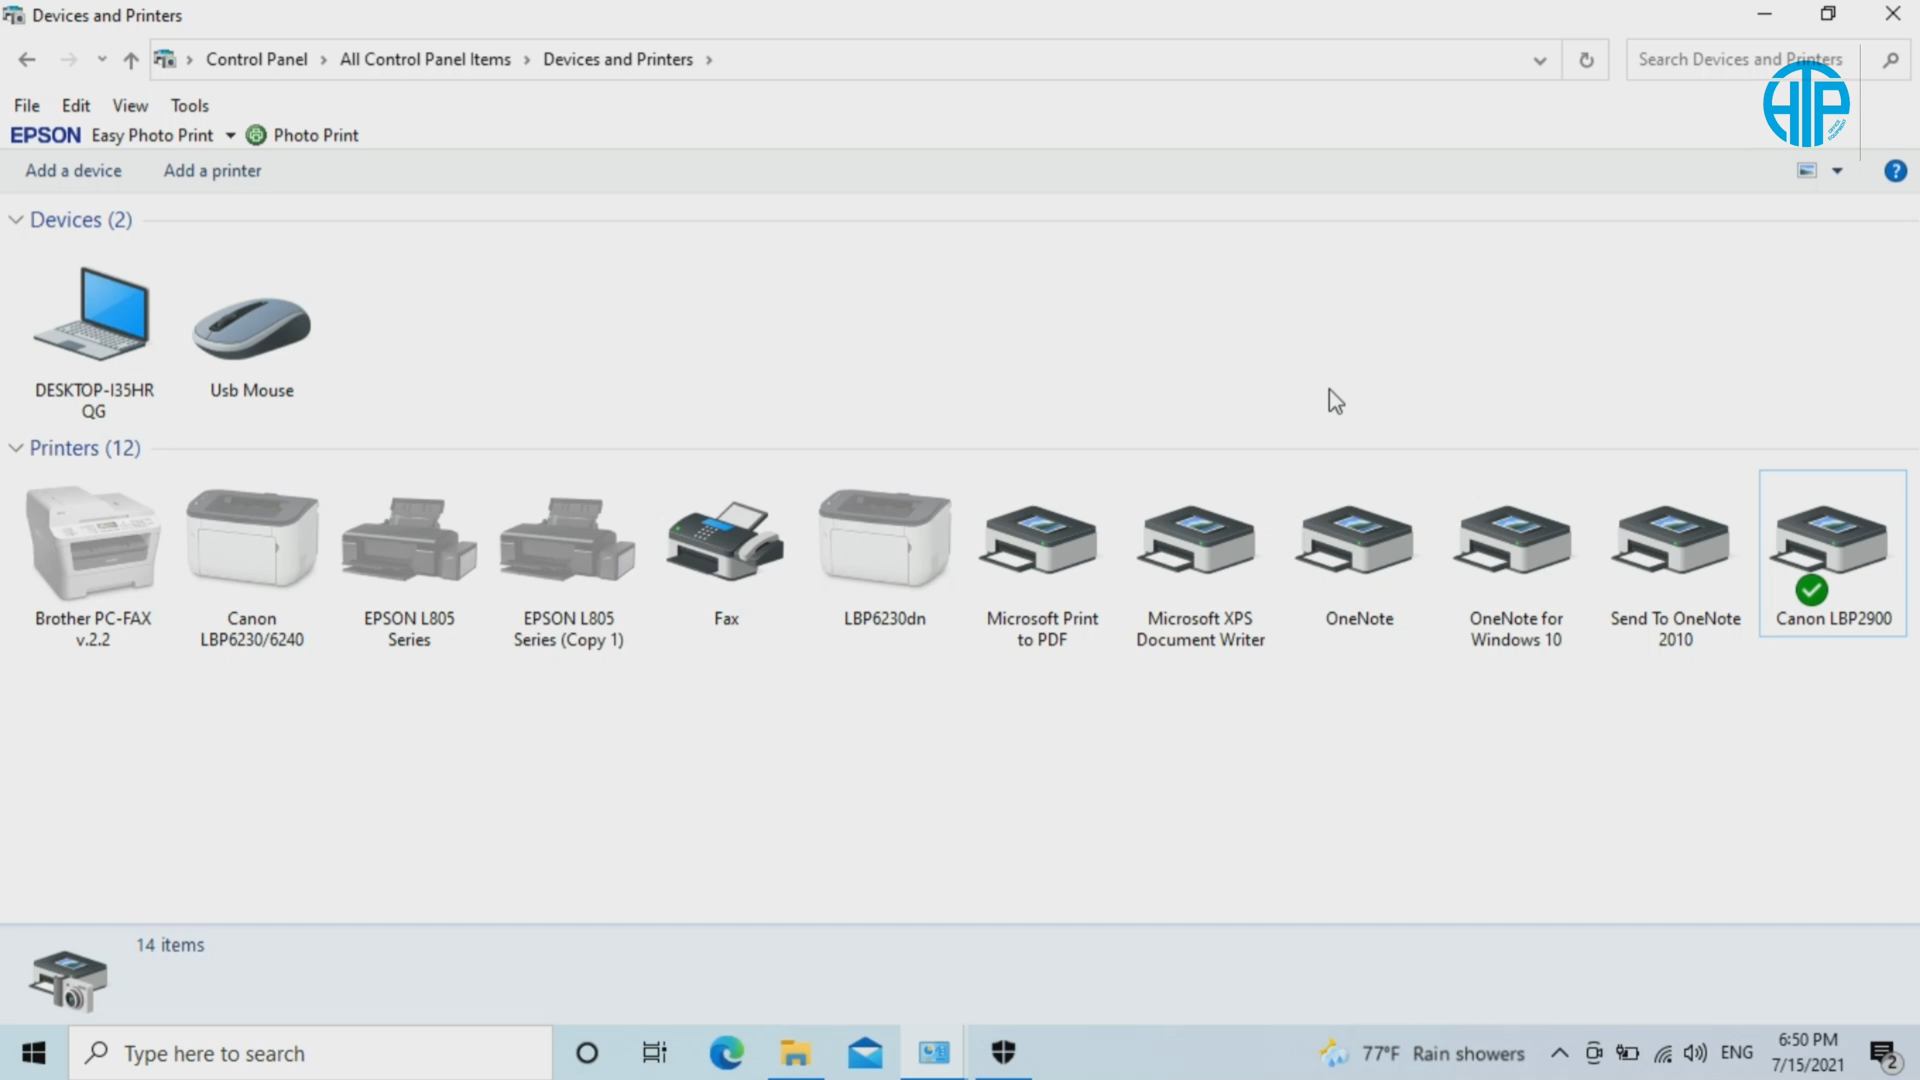 Devices and Printers
Control Panel > All Control Panel Items > Devices and Printers >
Search Devices and Printers
HTP
File Edit View Tools
EPSON Easy Photo Print Photo Print
Add a device Add a printer
?
Devices (2)
DESKTOP-I35HR
QG
Usb Mouse
Printers (12)
Brother PC-FAX
v.2.2
Canon
LBP6230/6240
EPSON L805
Series
EPSON L805
Series (Copy 1)
Fax
LBP6230dn
Microsoft Print
to PDF
Microsoft XPS
Document Writer
OneNote
OneNote for
Windows 10
Send To OneNote
2010
Canon LBP2900
14 items
Type here to search
77°F Rain showers
ENG
6:50 PM
7/15/2021
2